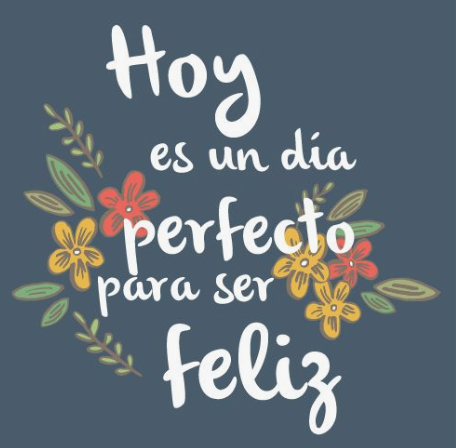 Hoy
es un día
perfecto
para ser
feliz